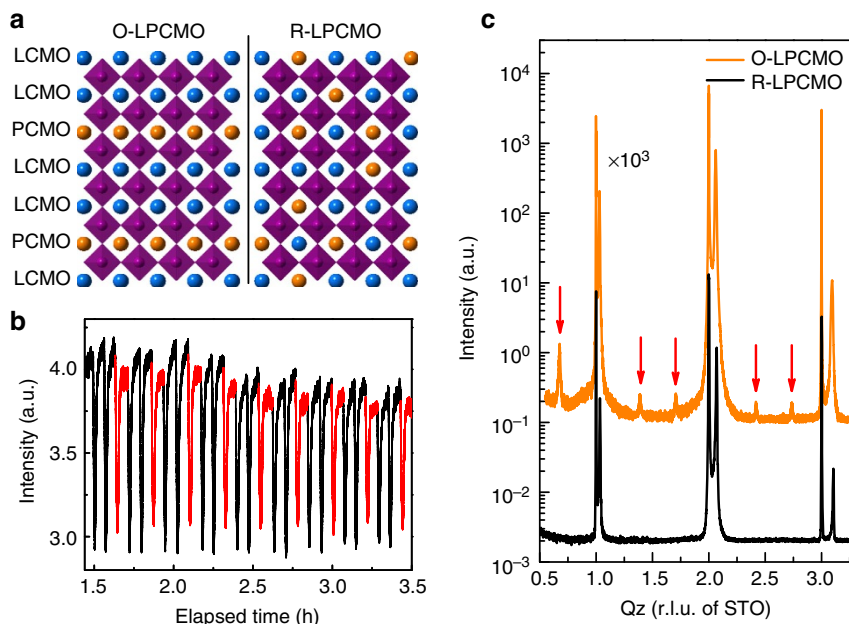 a
O-LPCMO
R-LPCMO
LCMO
LCMO
PCMO
LCMO
LCMO
PCMO
LCMO
b
Intensity (a.u.)
4.0
3.75
3.0
1.5
2.0
2.5
3.0
3.5
Elapsed time (h)
c
O-LPCMO
R-LPCMO
×10³
Intensity (a.u.)
10⁴
10³
10²
10¹
10⁰
10⁻¹
10⁻²
10⁻³
0.5
1.0
1.5
2.0
2.5
3.0
Qz (r.l.u. of STO)